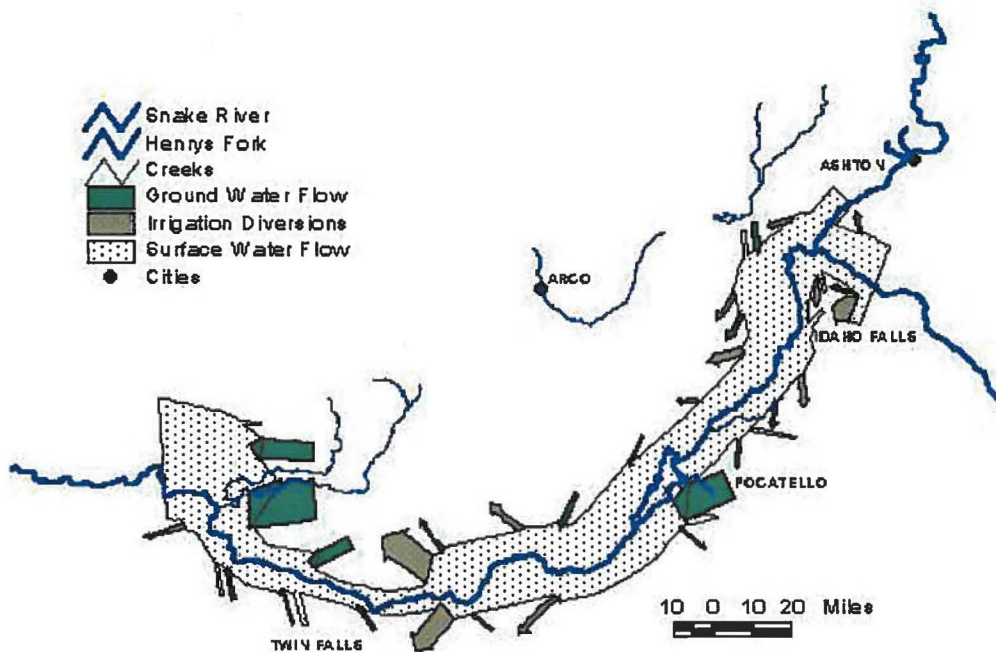 Snake River
Henrys Fork
Creeks
Ground Water Flow
Irrigation Diversions
Surface Water Flow
Cities
ASHTON
ARCO
IDAHO FALLS
POCATELLO
TWIN FALLS
10 0 10 20 Miles